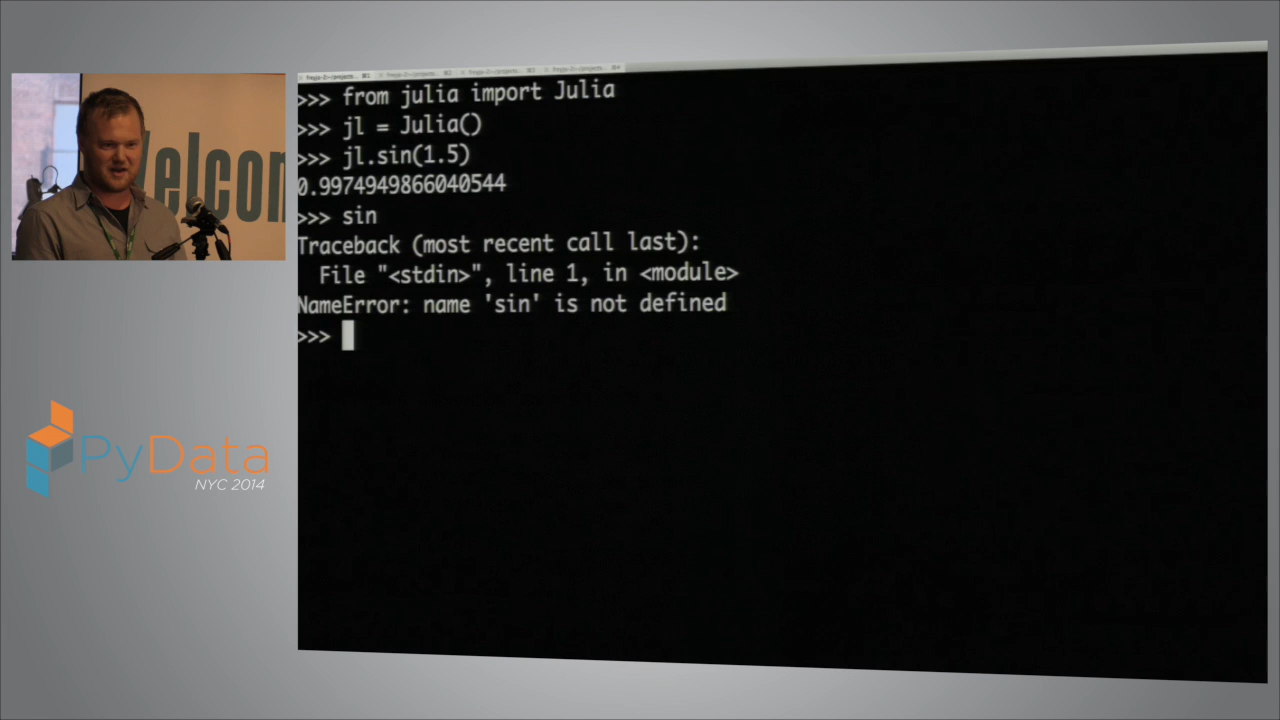 Welcom
>>> from julia import Julia
>>> jl = Julia()
>>> jl.sin(1.5)
0.9974949866040544
>>> sin
Traceback (most recent call last):
  File "<stdin>", line 1, in <module>
NameError: name 'sin' is not defined
>>>
PyData
NYC 2014